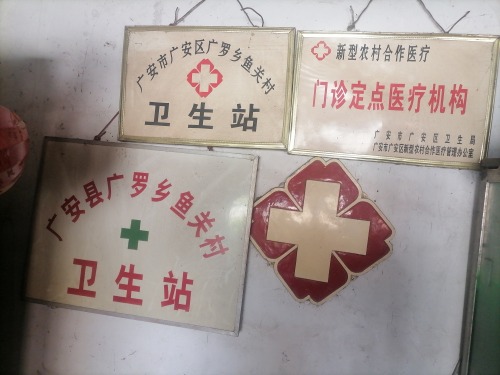 广安市广安区广罗乡鱼关村
卫生站
新型农村合作医疗
门诊定点医疗机构
广安市广安区卫生局
广安市广安区新型农村合作医疗管理办公室
广安县广罗乡鱼关村
卫生站